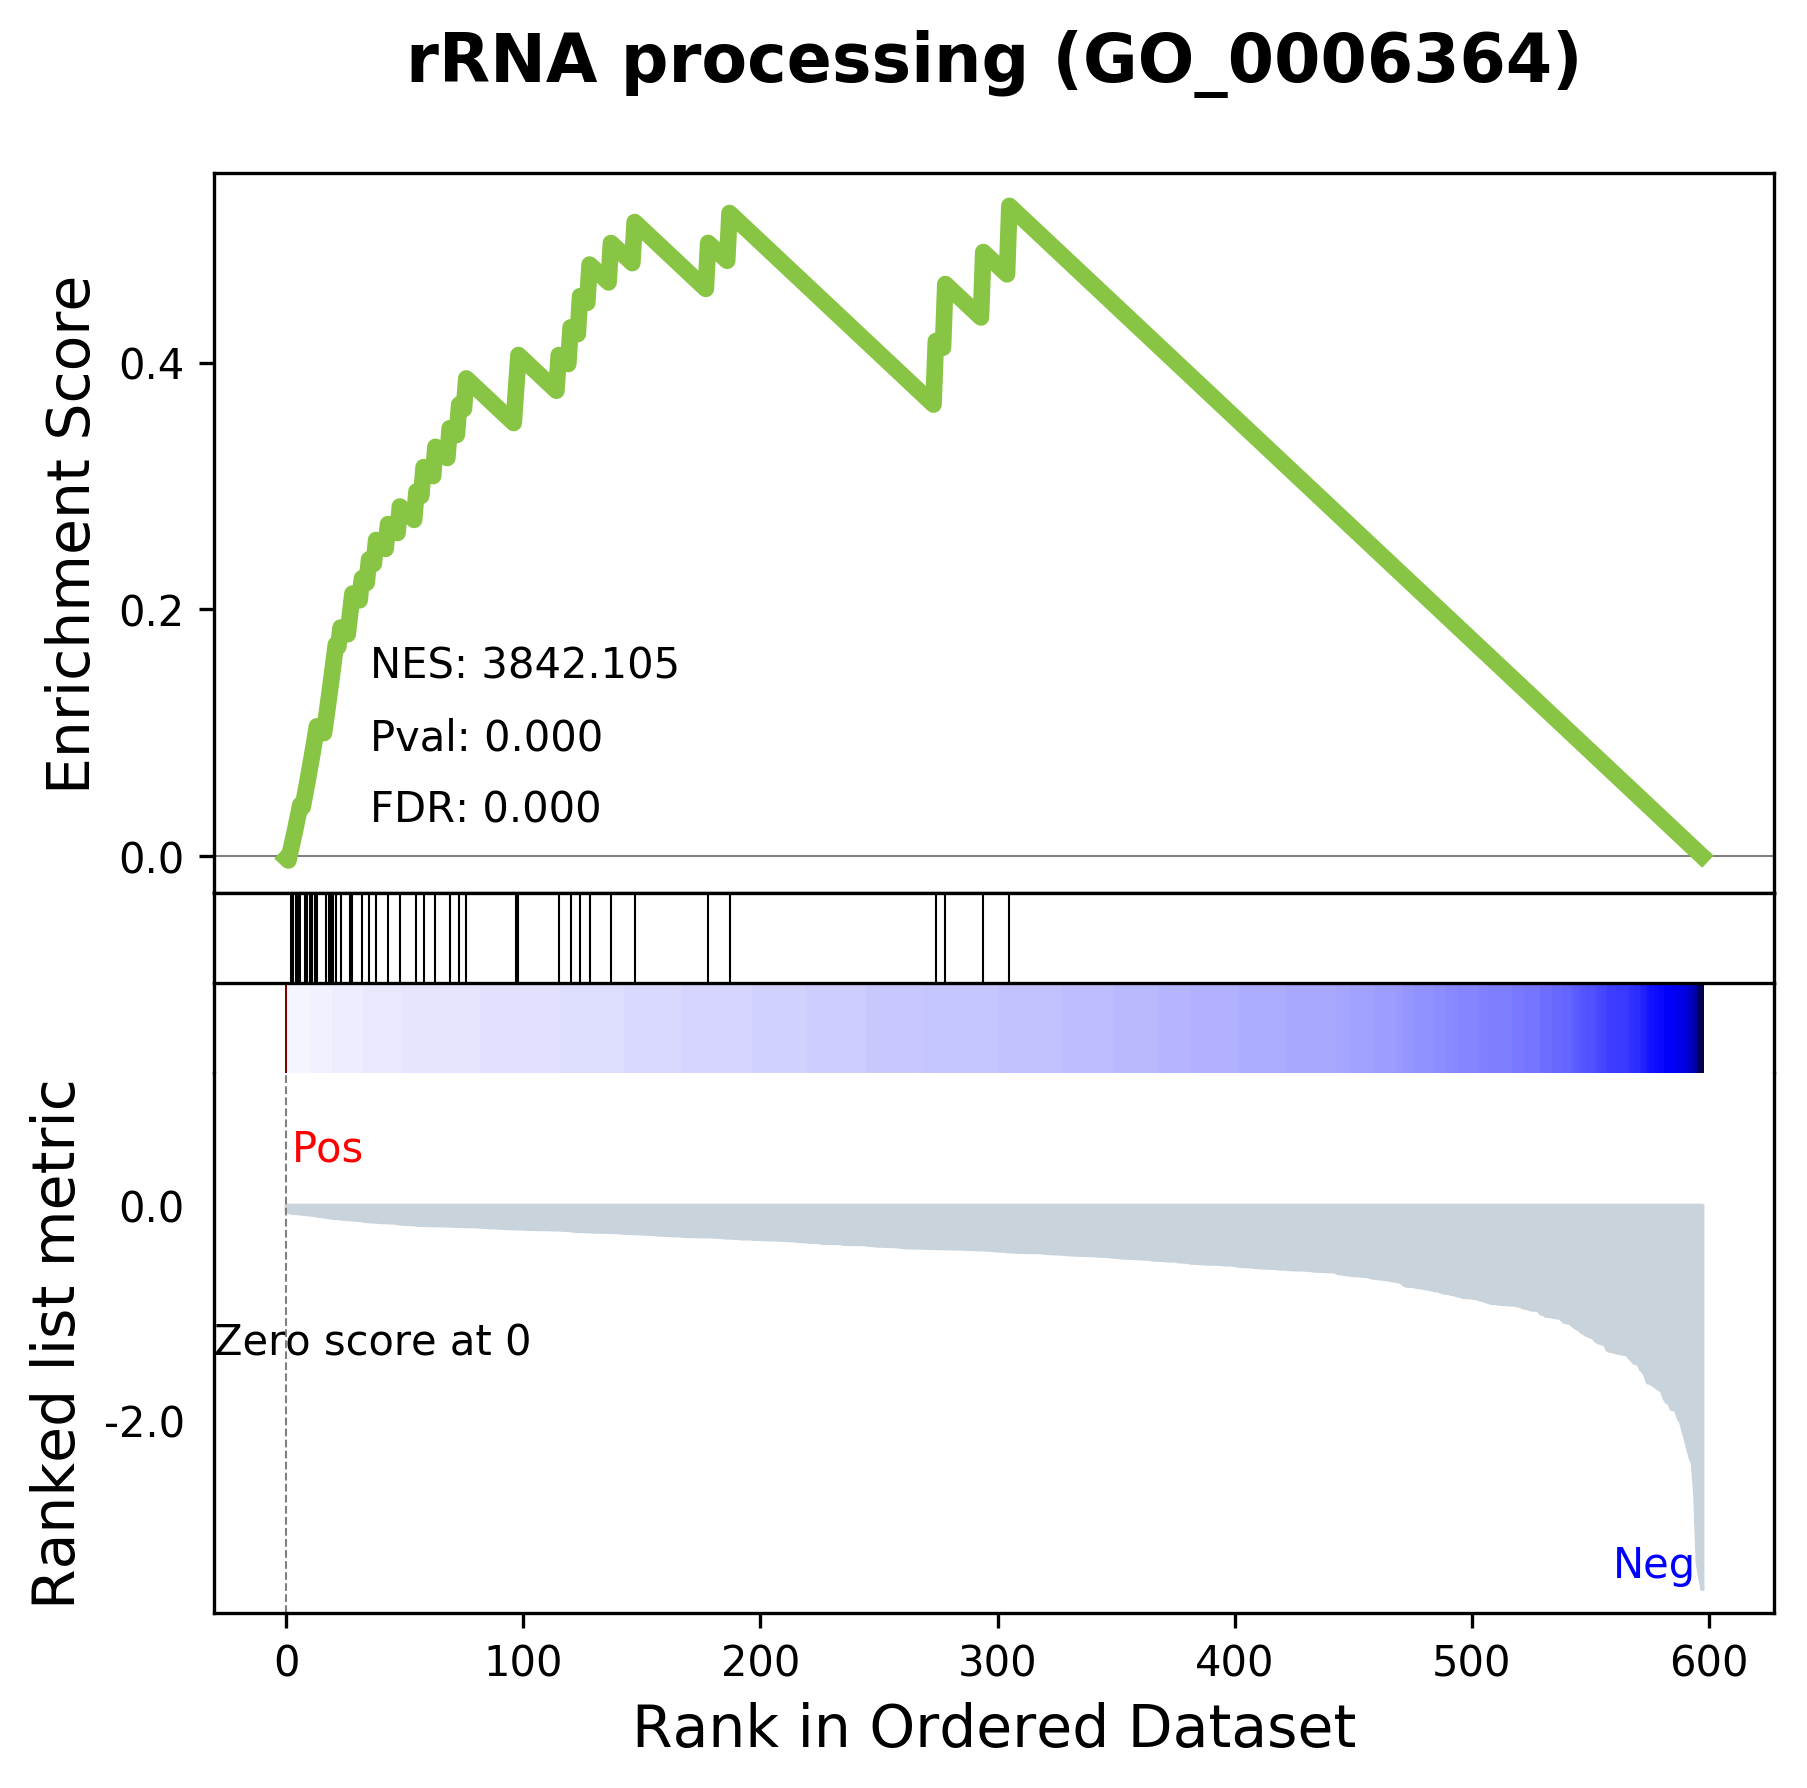 rRNA processing (GO_0006364)
Enrichment Score
0.4
0.2
0.0
NES: 3842.105
Pval: 0.000
FDR: 0.000
Ranked list metric
Pos
0.0
Zero score at 0
-2.0
Neg
0 100 200 300 400 500 600
Rank in Ordered Dataset